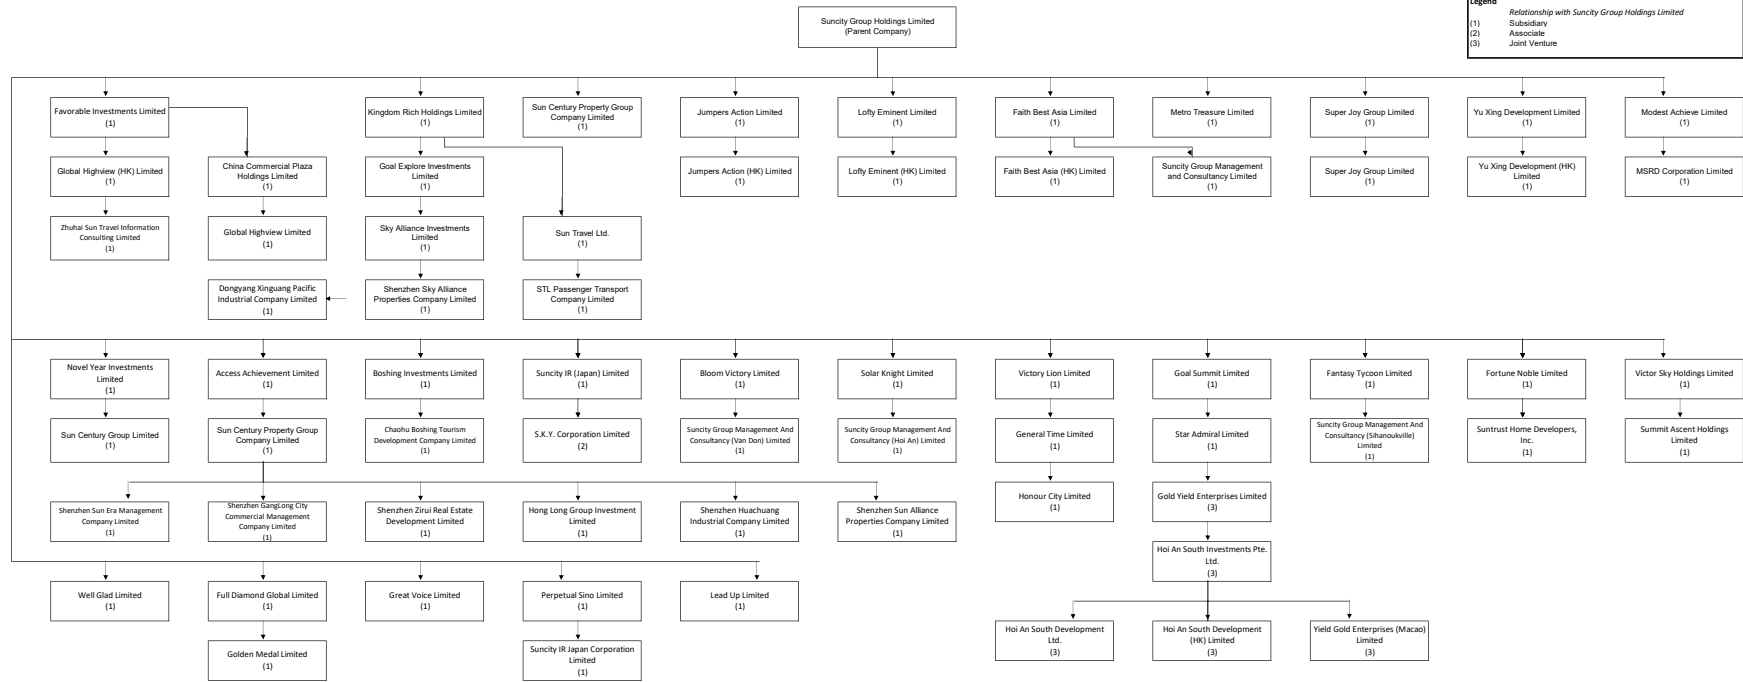 Suncity Group Holdings Limited
(Parent Company)
Legend
Relationship with Suncity Group Holdings Limited
(1) Subsidiary
(2) Associate
(3) Joint Venture
Favorable Investments Limited
(1)
Kingdom Rich Holdings Limited
(1)
Sun Century Property Group
Company Limited
(1)
Jumpers Action Limited
(1)
Lofty Eminent Limited
(1)
Faith Best Asia Limited
(1)
Metro Treasure Limited
(1)
Super Joy Group Limited
(1)
Yu Xing Development Limited
(1)
Modest Achieve Limited
(1)
Global Highview (HK) Limited
(1)
China Commercial Plaza
Holdings Limited
(1)
Goal Explore Investments
Limited
(1)
Jumpers Action (HK) Limited
(1)
Lofty Eminent (HK) Limited
(1)
Faith Best Asia (HK) Limited
(1)
Suncity Group Management
and Consultancy Limited
(1)
Super Joy Group Limited
(1)
Yu Xing Development (HK)
Limited
(1)
MSRD Corporation Limited
(1)
Zhuhai Sun Travel Information
Consulting Limited
(1)
Global Highview Limited
(1)
Sky Alliance Investments
Limited
(1)
Sun Travel Ltd.
(1)
Dongyang Xinguang Pacific
Industrial Company Limited
(1)
Shenzhen Sky Alliance
Properties Company Limited
(1)
STL Passenger Transport
Company Limited
(1)
Novel Year Investments
Limited
(1)
Access Achievement Limited
(1)
Boshing Investments Limited
(1)
Suncity IR (Japan) Limited
(1)
Bloom Victory Limited
(1)
Solar Knight Limited
(1)
Victory Lion Limited
(1)
Goal Summit Limited
(1)
Fantasy Tycoon Limited
(1)
Fortune Noble Limited
(1)
Victor Sky Holdings Limited
(1)
Sun Century Group Limited
(1)
Sun Century Property Group
Company Limited
(1)
Chaohu Boshing Tourism
Development Company Limited
(1)
S.K.Y. Corporation Limited
(2)
Suncity Group Management And
Consultancy (Van Don) Limited
(1)
Suncity Group Management And
Consultancy (Hoi An) Limited
(1)
General Time Limited
(1)
Star Admiral Limited
(1)
Suncity Group Management And
Consultancy (Sihanoukville)
Limited
(1)
Suntrust Home Developers,
Inc.
(1)
Summit Ascent Holdings
Limited
(1)
Shenzhen Sun Era Management
Company Limited
(1)
Shenzhen GangLong City
Commercial Management
Company Limited
(1)
Shenzhen Zirui Real Estate
Development Limited
(1)
Hong Long Group Investment
Limited
(1)
Shenzhen Huachuang
Industrial Company Limited
(1)
Shenzhen Sun Alliance
Properties Company Limited
(1)
Honour City Limited
(1)
Gold Yield Enterprises Limited
(3)
Hoi An South Investments Pte.
Ltd.
(3)
Well Glad Limited
(1)
Full Diamond Global Limited
(1)
Great Voice Limited
(1)
Perpetual Sino Limited
(1)
Lead Up Limited
(1)
Hoi An South Development
Ltd.
(3)
Hoi An South Development
(HK) Limited
(3)
Yield Gold Enterprises (Macao)
Limited
(3)
Golden Medal Limited
(1)
Suncity IR Japan Corporation
Limited
(1)